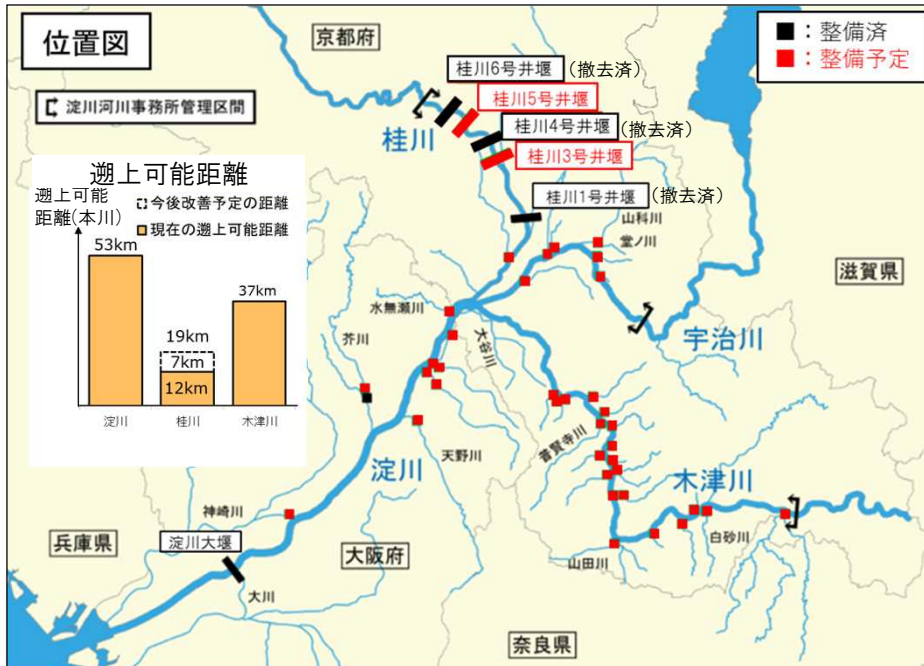 位置図
淀川河川事務所管理区間
■：整備済
■：整備予定
京都府
桂川6号井堰
(撤去済)
桂川5号井堰
桂川4号井堰
(撤去済)
桂川3号井堰
桂川
桂川1号井堰
(撤去済)
山科川
堂ノ川
滋賀県
宇治川
遡上可能距離
遡上可能
距離(本川)
今後改善予定の距離
現在の遡上可能距離
53km
19km
7km
12km
37km
淀川
桂川
木津川
水無瀬川
大谷川
芥川
普賢寺川
天野川
淀川
木津川
神崎川
白砂川
兵庫県
淀川大堰
大阪府
山田川
大川
奈良県